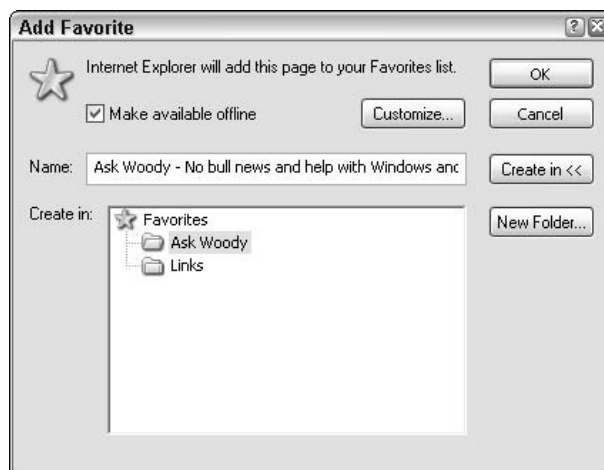 Add Favorite
Internet Explorer will add this page to your Favorites list.
OK
Make available offline
Customize...
Cancel
Name:
Ask Woody - No bull news and help with Windows and
Create in <<
Create in:
Favorites
New Folder...
Ask Woody
Links